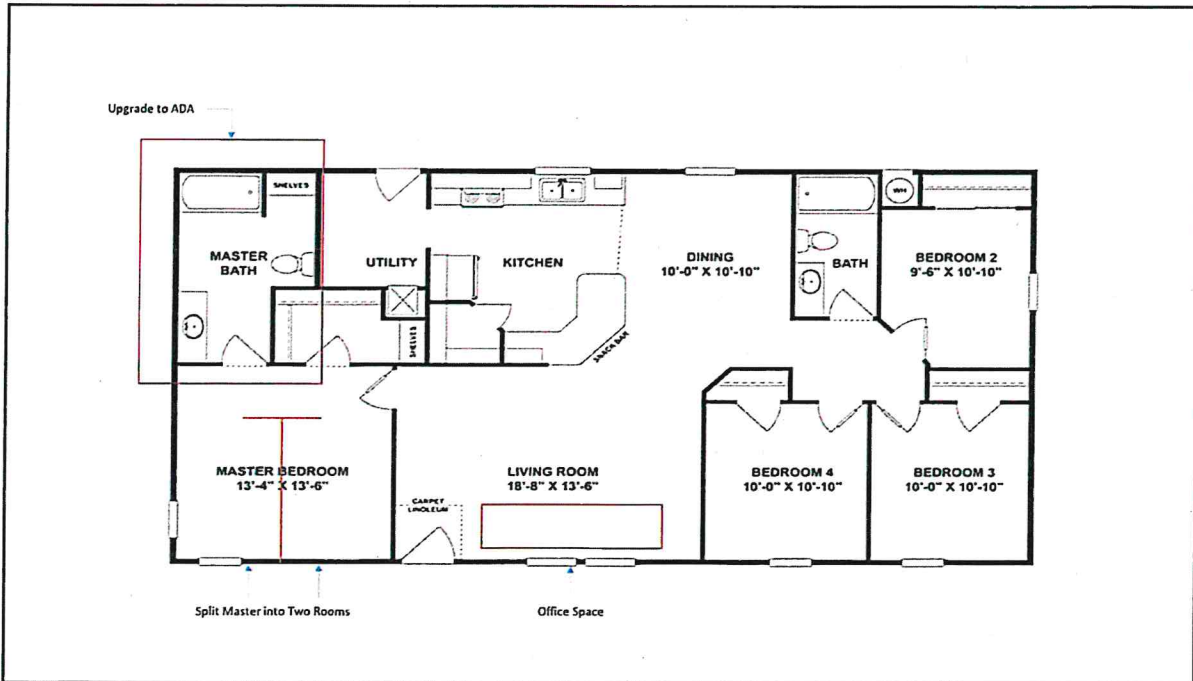 Upgrade to ADA
SHELVES
WH
MASTER
BATH
UTILITY
KITCHEN
DINING
10'-0" X 10'-10"
BATH
BEDROOM 2
9'-6" X 10'-10"
SHELVES
SNACK BAR
MASTER BEDROOM
13'-4" X 13'-6"
LIVING ROOM
18'-8" X 13'-6"
BEDROOM 4
10'-0" X 10'-10"
BEDROOM 3
10'-0" X 10'-10"
CARPET
LINOLEUM
Split Master into Two Rooms
Office Space